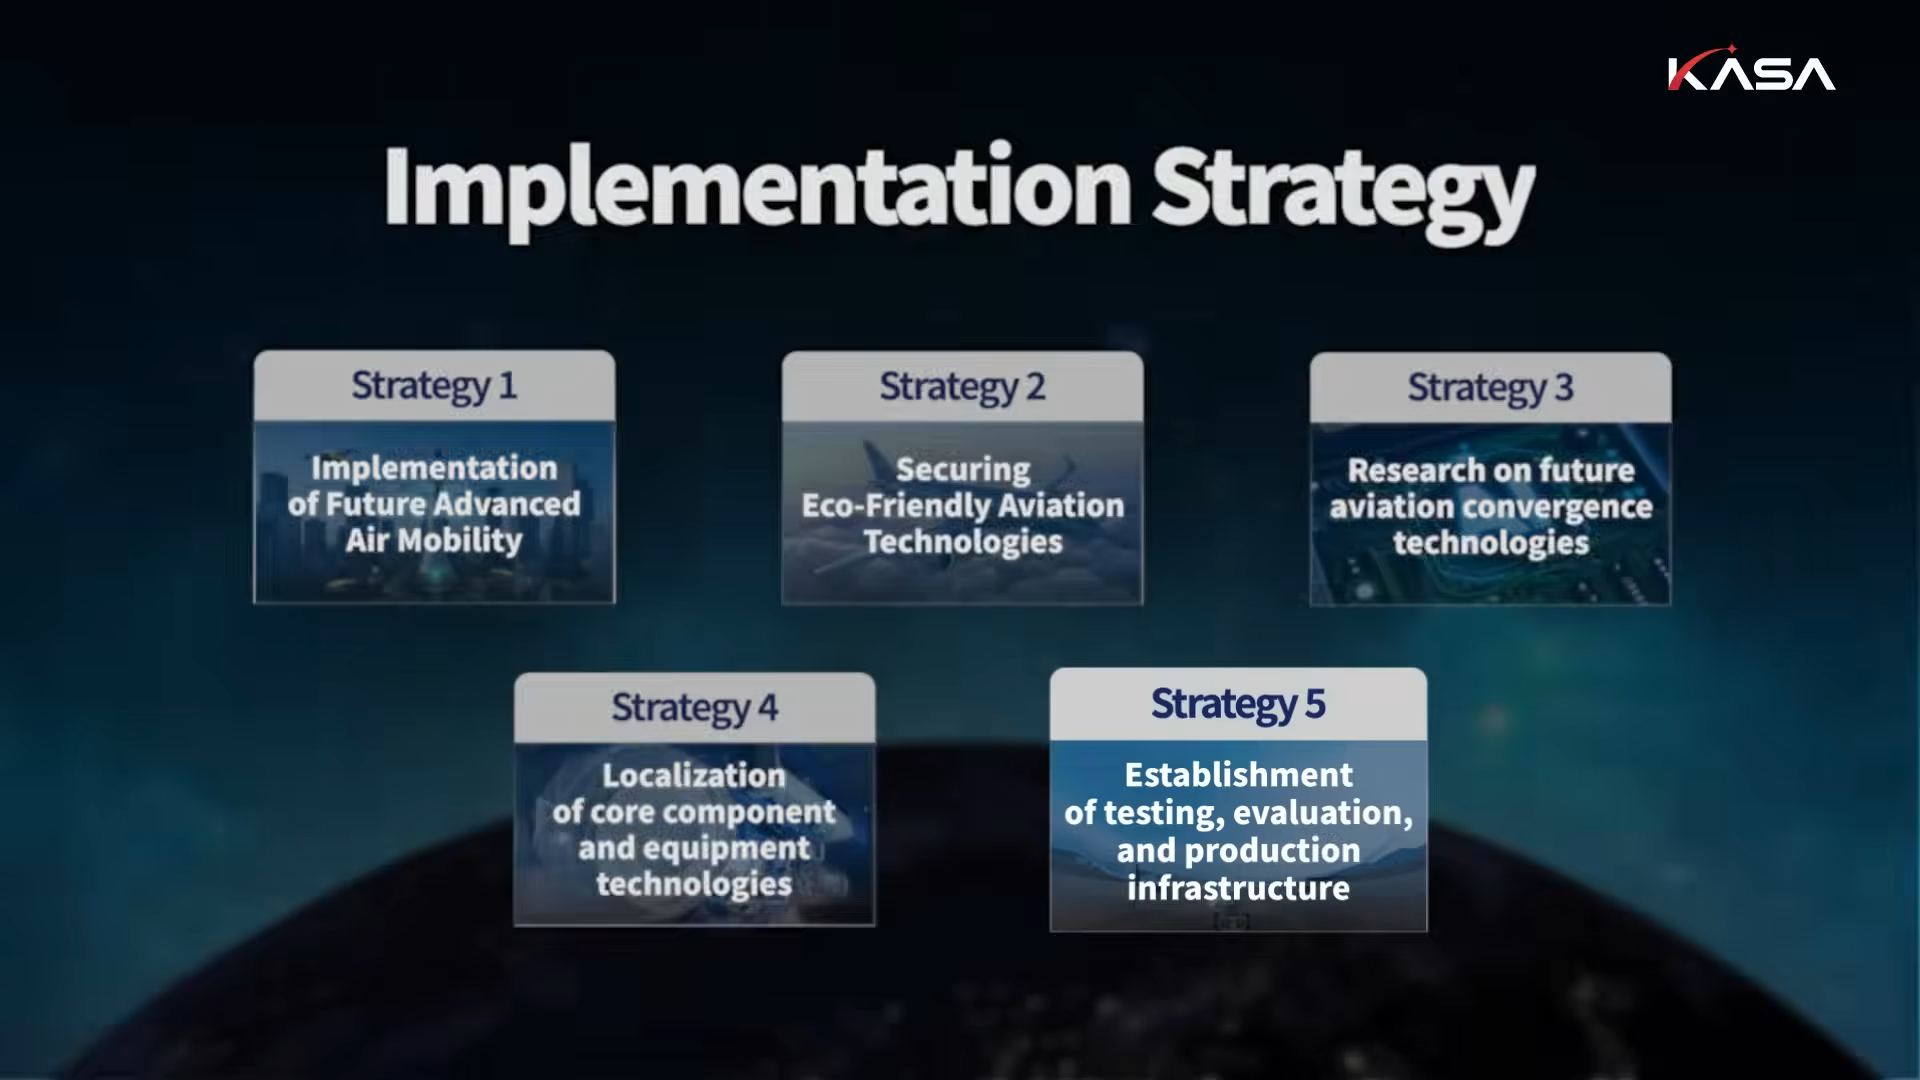 KASA
Implementation Strategy
Strategy 1
Implementation
of Future Advanced
Air Mobility
Strategy 2
Securing
Eco-Friendly Aviation
Technologies
Strategy 3
Research on future
aviation convergence
technologies
Strategy 4
Localization
of core component
and equipment
technologies
Strategy 5
Establishment
of testing, evaluation,
and production
infrastructure